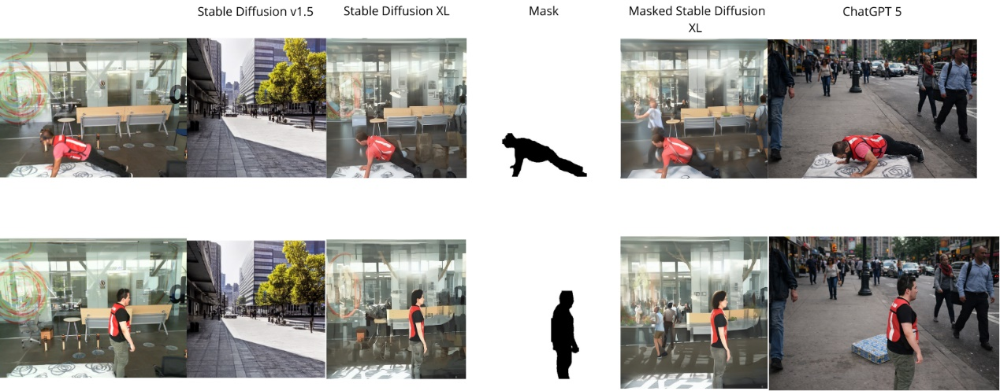 Stable Diffusion v1.5
Stable Diffusion XL
Mask
Masked Stable Diffusion
XL
ChatGPT 5